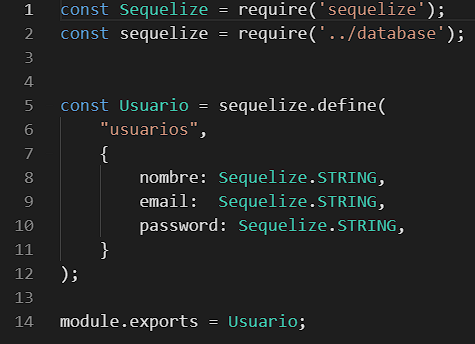 1 const Sequelize = require('sequelize');
2 const sequelize = require('../database');
3
4
5 const Usuario = sequelize.define(
6     "usuarios",
7     {
8         nombre: Sequelize.STRING,
9         email:  Sequelize.STRING,
10         password: Sequelize.STRING,
11     }
12 );
13
14 module.exports = Usuario;